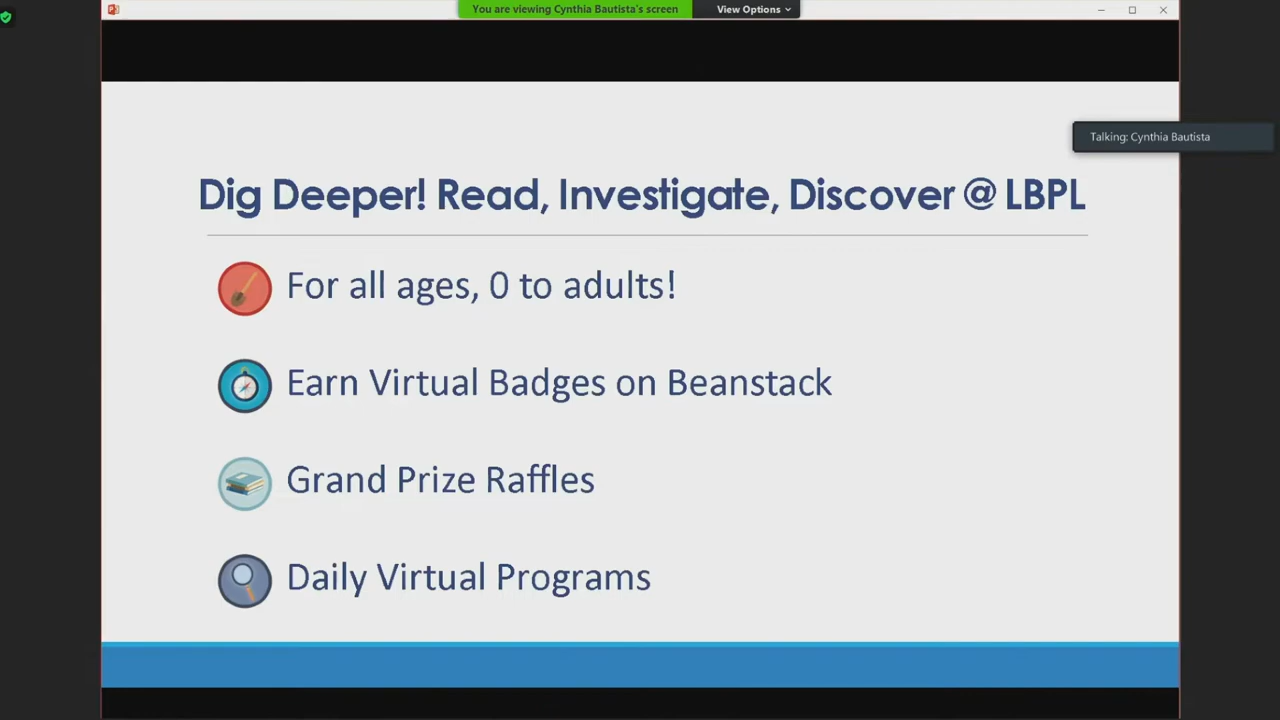 You are viewing Cynthia Bautista's screen
View Options
Talking: Cynthia Bautista
Dig Deeper! Read, Investigate, Discover @ LBPL
For all ages, 0 to adults!
Earn Virtual Badges on Beanstack
Grand Prize Raffles
Daily Virtual Programs